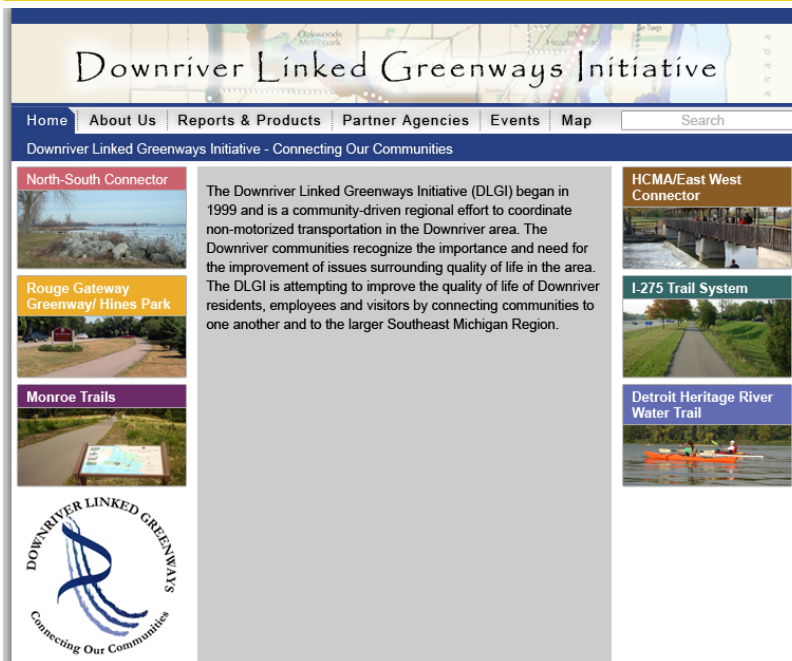 Oakwoods
Metropark
Downriver Linked Greenways Initiative
Home About Us Reports & Products Partner Agencies Events Map Search
Downriver Linked Greenways Initiative - Connecting Our Communities
North-South Connector
Rouge Gateway
Greenway/ Hines Park
Monroe Trails
DOWNRIVER LINKED GREENWAYS
Connecting Our Communities
The Downriver Linked Greenways Initiative (DLGI) began in
1999 and is a community-driven regional effort to coordinate
non-motorized transportation in the Downriver area. The
Downriver communities recognize the importance and need for
the improvement of issues surrounding quality of life in the area.
The DLGI is attempting to improve the quality of life of Downriver
residents, employees and visitors by connecting communities to
one another and to the larger Southeast Michigan Region.
HCMA/East West
Connector
I-275 Trail System
Detroit Heritage River
Water Trail